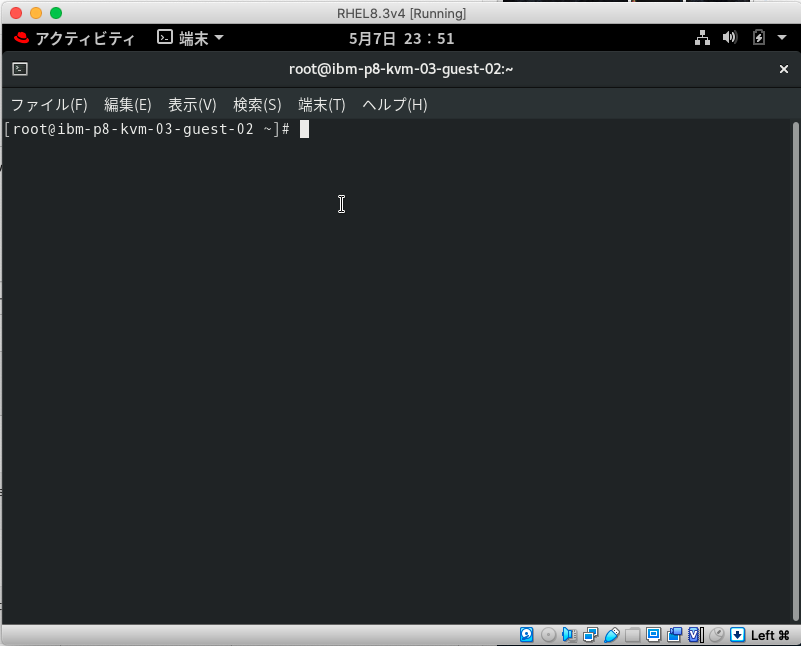 RHEL8.3v4 [Running]
アクティビティ 端末 5月7日 23：51
root@ibm-p8-kvm-03-guest-02:~
ファイル(F) 編集(E) 表示(V) 検索(S) 端末(T) ヘルプ(H)
[root@ibm-p8-kvm-03-guest-02 ~]#
Left ⌘